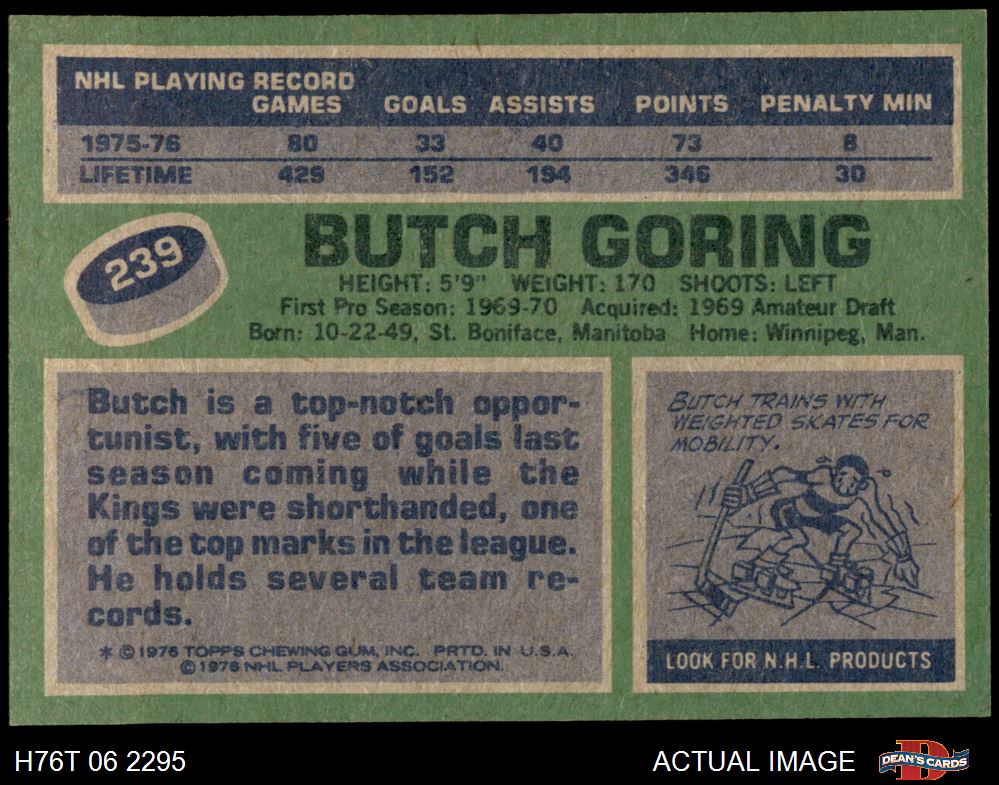 NHL PLAYING RECORD
GAMES GOALS ASSISTS POINTS PENALTY MIN
1975-76 80 33 40 73 8
LIFETIME 429 152 194 346 30
239
BUTCH GORING
HEIGHT: 5'9" WEIGHT: 170 SHOOTS: LEFT
First Pro Season: 1969-70 Acquired: 1969 Amateur Draft
Born: 10-22-49, St. Boniface, Manitoba Home: Winnipeg, Man.
Butch is a top-notch oppor-
tunist, with five of goals last
season coming while the
Kings were shorthanded, one
of the top marks in the league.
He holds several team re-
cords.
* © 1976 TOPPS CHEWING GUM, INC. PRTD. IN U.S.A.
© 1976 NHL PLAYERS ASSOCIATION.
BUTCH TRAINS WITH
WEIGHTED SKATES FOR
MOBILITY.
LOOK FOR N.H.L. PRODUCTS
H76T 06 2295
ACTUAL IMAGE
D
DEAN'S CARDS